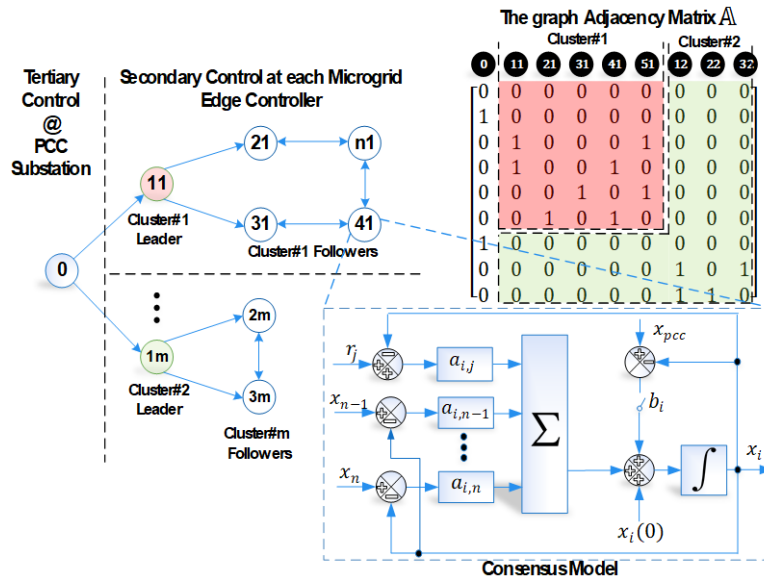 The graph Adjacency Matrix 𝔸
Cluster#1
Cluster#2
0 11 21 31 41 51 12 22 32
0 0 0 0 0 0 0 0 0
1 0 0 0 0 0 0 0 0
0 1 0 0 0 1 0 0 0
0 1 0 0 1 0 0 0 0
0 0 0 1 0 1 0 0 0
0 0 1 0 1 0 0 0 0
1 0 0 0 0 0 0 0 0
0 0 0 0 0 0 1 0 1
0 0 0 0 0 0 1 1 0
Tertiary
Control
@
PCC
Substation
Secondary Control at each Microgrid
Edge Controller
21
n1
11
31
41
Cluster#1
Leader
Cluster#1 Followers
0
2m
1m
3m
Cluster#2
Leader
Cluster#m
Followers
r_j
a_{i,j}
x_{n-1}
a_{i,n-1}
x_n
a_{i,n}
∑
x_{pcc}
b_i
∫
x_i
x_i(0)
Consensus Model